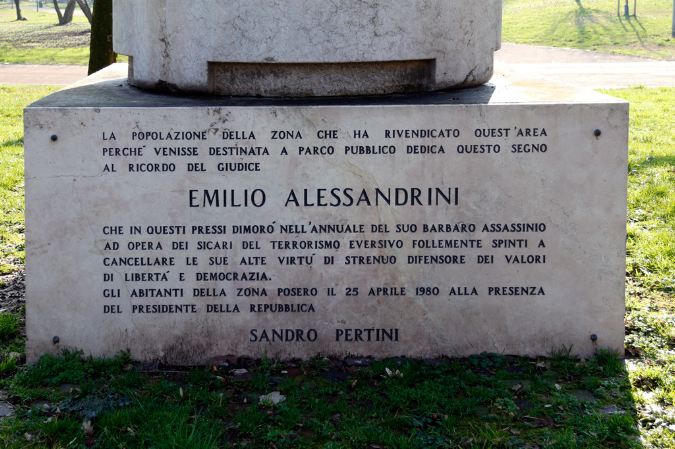 LA POPOLAZIONE DELLA ZONA CHE HA RIVENDICATO QUEST'AREA
PERCHE' VENISSE DESTINATA A PARCO PUBBLICO DEDICA QUESTO SEGNO
AL RICORDO DEL GIUDICE
EMILIO ALESSANDRINI
CHE IN QUESTI PRESSI DIMORO' NELL'ANNUALE DEL SUO BARBARO ASSASSINIO
AD OPERA DEI SICARI DEL TERRORISMO EVERSIVO FOLLEMENTE SPINTI A
CANCELLARE LE SUE ALTE VIRTU' DI STRENUO DIFENSORE DEI VALORI
DI LIBERTA' E DEMOCRAZIA.
GLI ABITANTI DELLA ZONA POSERO IL 25 APRILE 1980 ALLA PRESENZA
DEL PRESIDENTE DELLA REPUBBLICA
SANDRO PERTINI